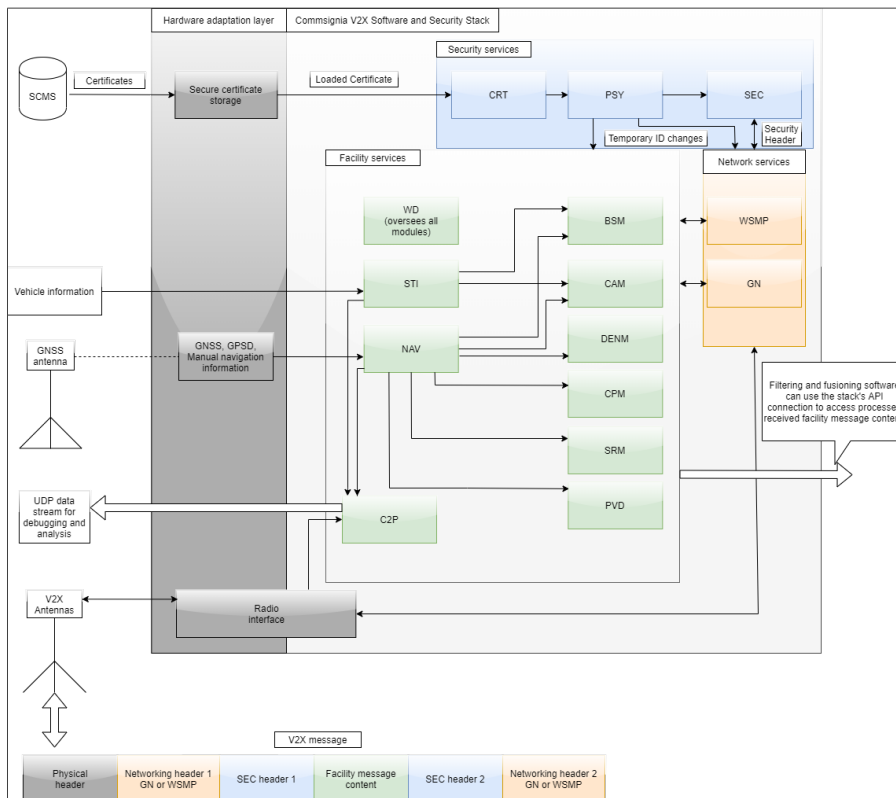 Hardware adaptation layer
Commsignia V2X Software and Security Stack
Security services
SCMS
Certificates
Secure certificate
storage
Loaded Certificate
CRT
PSY
SEC
Temporary ID changes
Security
Header
Facility services
Network services
WD
(oversees all
modules)
BSM
WSMP
Vehicle information
STI
CAM
GN
GNSS
antenna
GNSS, GPSD,
Manual navigation
information
NAV
DENM
CPM
Filtering and fusioning software
can use the stack's API
connection to access processe
received facility message conten
SRM
UDP data
stream for
debugging and
analysis
C2P
PVD
V2X
Antennas
Radio
interface
V2X message
Physical
header
Networking header 1
GN or WSMP
SEC header 1
Facility message
content
SEC header 2
Networking header 2
GN or WSMP